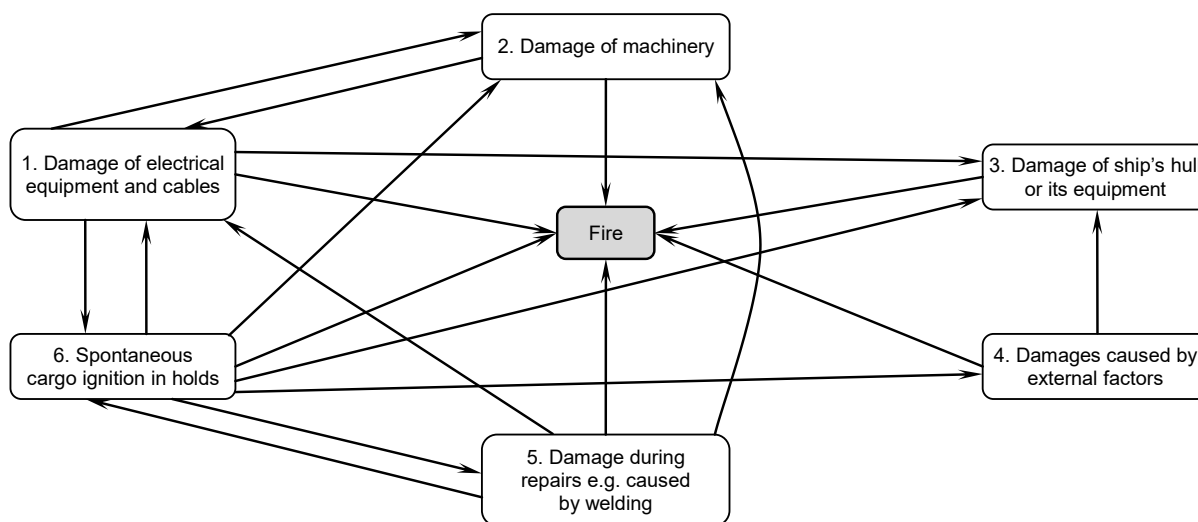 2. Damage of machinery
1. Damage of electrical
equipment and cables
3. Damage of ship's hull
or its equipment
Fire
6. Spontaneous
cargo ignition in holds
4. Damages caused by
external factors
5. Damage during
repairs e.g. caused
by welding